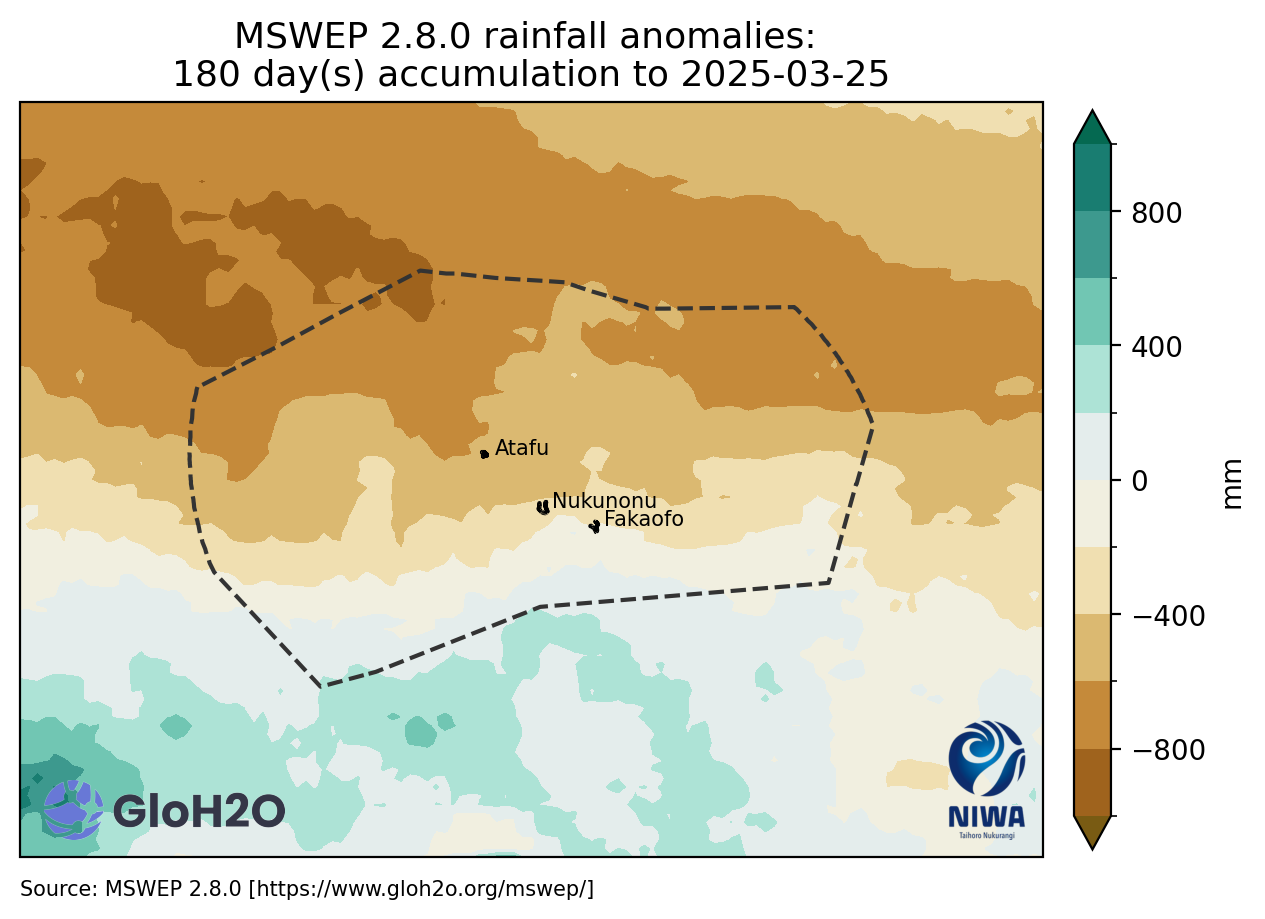 MSWEP 2.8.0 rainfall anomalies:
180 day(s) accumulation to 2025-03-25
800
400
0
−400
−800
mm
Atafu
Nukunonu
Fakaofo
GloH2O
NIWA
Taihoro Nukurangi
Source: MSWEP 2.8.0 [https://www.gloh2o.org/mswep/]